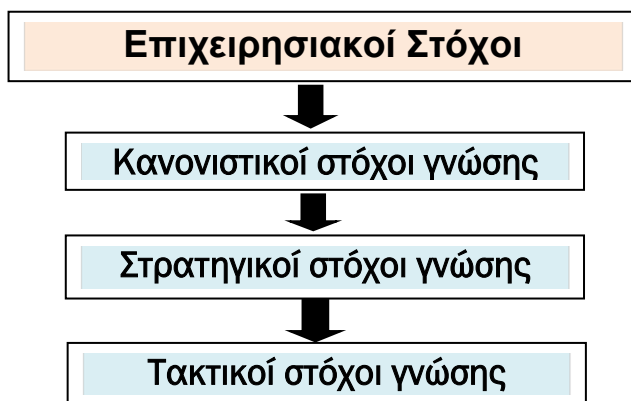 Επιχειρησιακοί Στόχοι
Κανονιστικοί στόχοι γνώσης
Στρατηγικοί στόχοι γνώσης
Τακτικοί στόχοι γνώσης